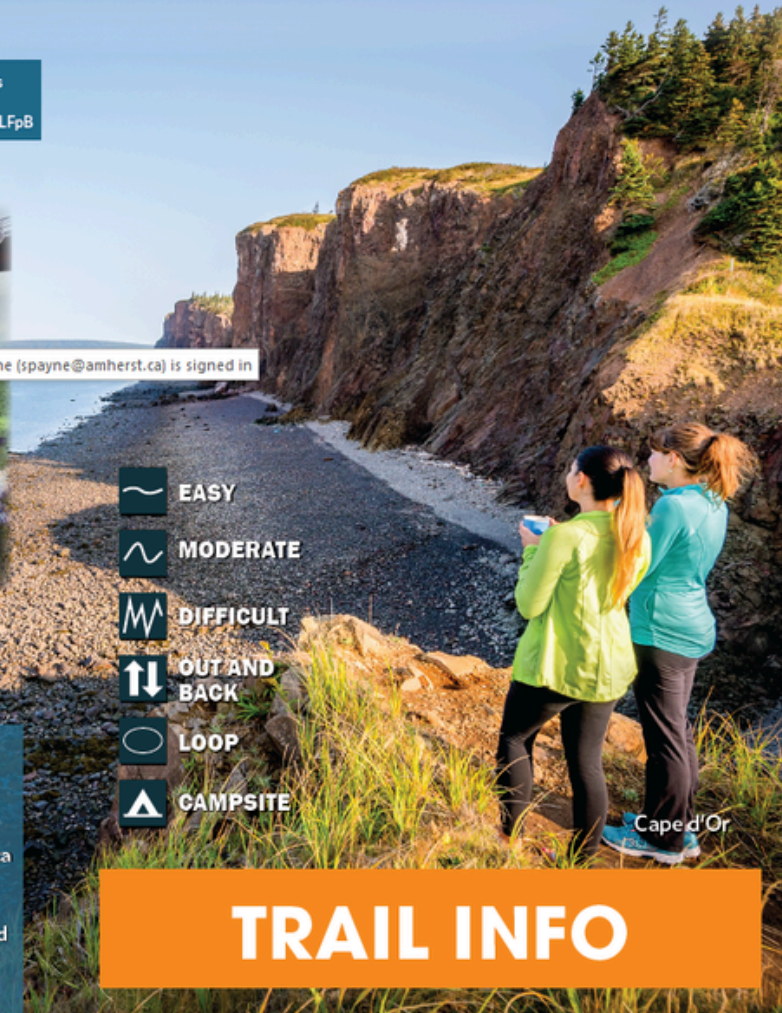 s
LFpB
ne (spayne@amherst.ca) is signed in
EASY
MODERATE
DIFFICULT
OUT AND
BACK
LOOP
CAMPSITE
Cape d'Or
a
d
TRAIL INFO